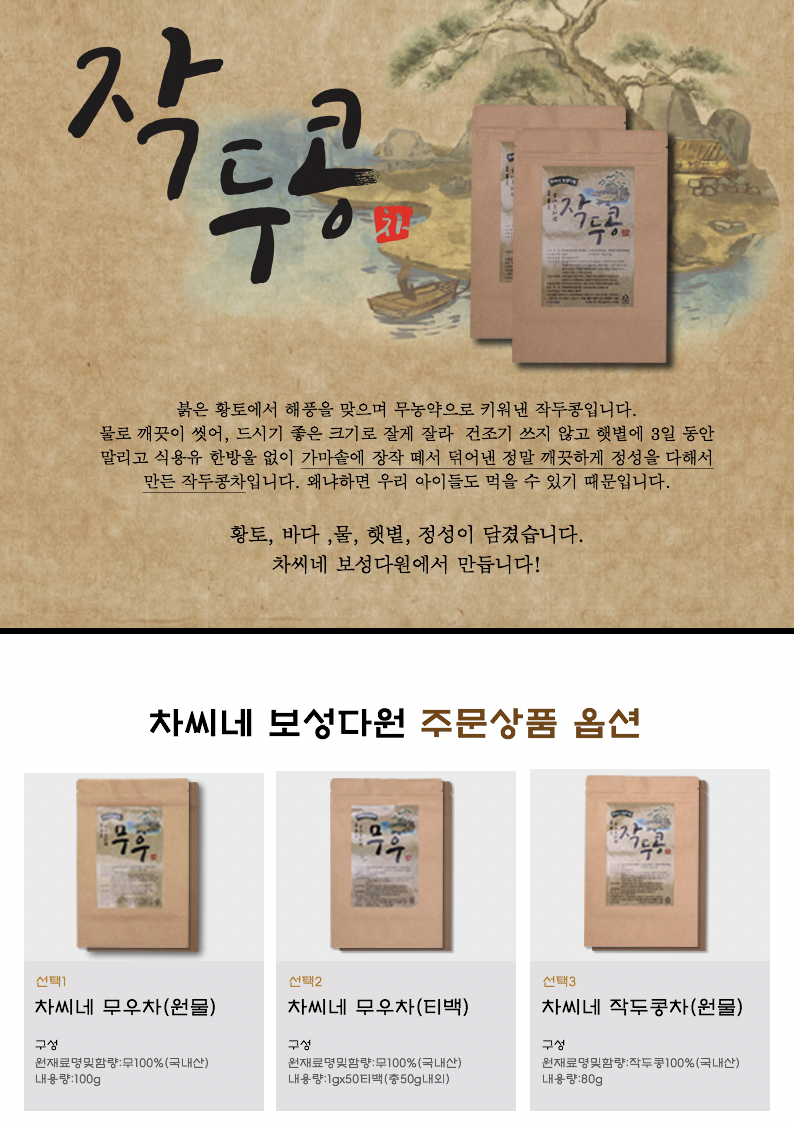 작두콩
차
작두콩
붉은 황토에서 해풍을 맞으며 무농약으로 키워낸 작두콩입니다.
물로 깨끗이 씻어, 드시기 좋은 크기로 잘게 잘라 건조기 쓰지 않고 햇볕에 3일 동안
말리고 식용유 한방울 없이 가마솥에 장작 떼서 덖어낸 정말 깨끗하게 정성을 다해서
만든 작두콩차입니다. 왜냐하면 우리 아이들도 먹을 수 있기 때문입니다.
황토, 바다 ,물, 햇볕, 정성이 담겼습니다.
차씨네 보성다원에서 만듭니다!
차씨네 보성다원 주문상품 옵션
무우
무우
작두콩
선택1
차씨네 무우차(원물)
구성
원재료명및함량:무100%(국내산)
내용량:100g
선택2
차씨네 무우차(티백)
구성
원재료명및함량:무100%(국내산)
내용량:1gx50티백(총50g내외)
선택3
차씨네 작두콩차(원물)
구성
원재료명및함량:작두콩100%(국내산)
내용량:80g